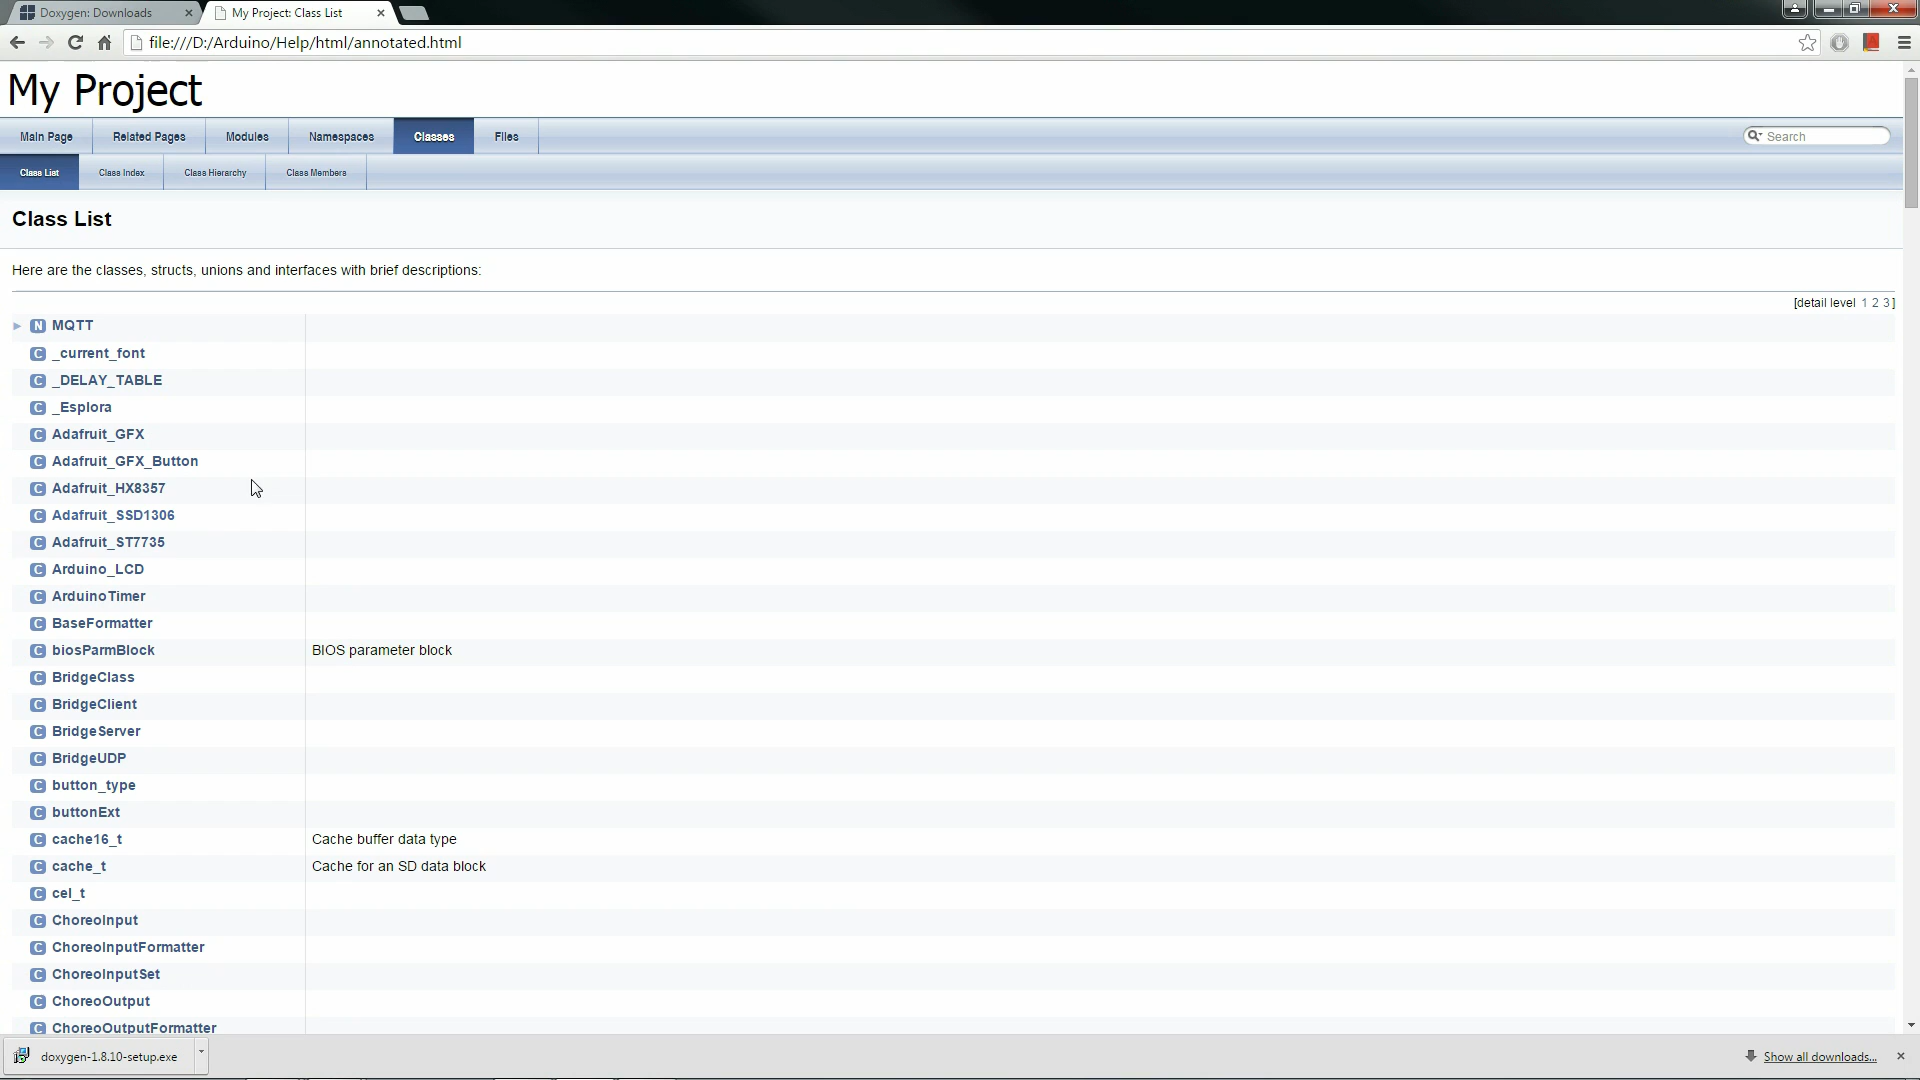 Doxygen: Downloads
My Project: Class List
file:///D:/Arduino/Help/html/annotated.html
My Project
Main Page
Related Pages
Modules
Namespaces
Classes
Files
Search
Class List
Class Index
Class Hierarchy
Class Members
Class List
Here are the classes, structs, unions and interfaces with brief descriptions:
[detail level 1 2 3]
N MQTT
C _current_font
C _DELAY_TABLE
C _Esplora
C Adafruit_GFX
C Adafruit_GFX_Button
C Adafruit_HX8357
C Adafruit_SSD1306
C Adafruit_ST7735
C Arduino_LCD
C ArduinoTimer
C BaseFormatter
C biosParmBlock BIOS parameter block
C BridgeClass
C BridgeClient
C BridgeServer
C BridgeUDP
C button_type
C buttonExt
C cache16_t Cache buffer data type
C cache_t Cache for an SD data block
C cel_t
C ChoreoInput
C ChoreoInputFormatter
C ChoreoInputSet
C ChoreoOutput
C ChoreoOutputFormatter
doxygen-1.8.10-setup.exe
Show all downloads...